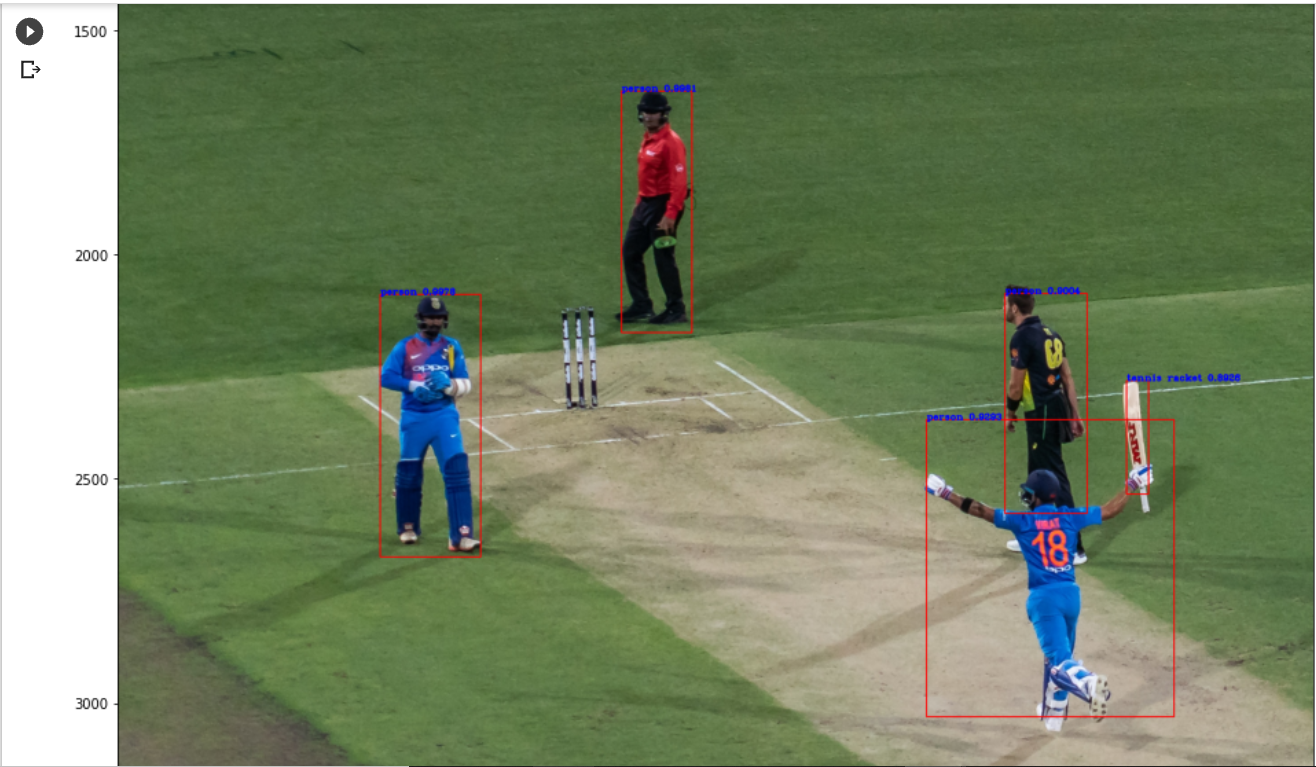 1500
person 0.9981
2000
person 0.9978
person 0.9004
oppo
68
tennis racket 0.8926
person 0.9293
2500
VIRAT
18
oppo
3000